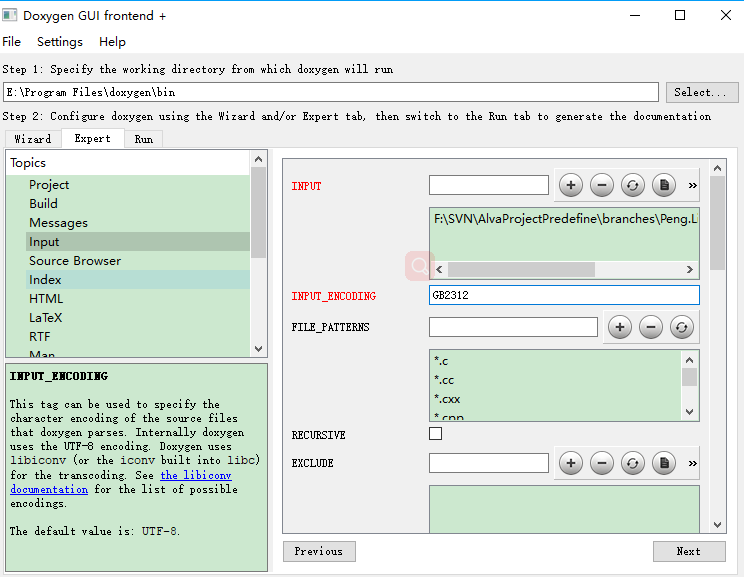 Doxygen GUI frontend +
File Settings Help
Step 1: Specify the working directory from which doxygen will run
E:\Program Files\doxygen\bin
Select...
Step 2: Configure doxygen using the Wizard and/or Expert tab, then switch to the Run tab to generate the documentation
Wizard Expert Run
Topics
Project
Build
Messages
Input
Source Browser
Index
HTML
LaTeX
RTF
Man
INPUT_ENCODING
This tag can be used to specify the
character encoding of the source files
that doxygen parses. Internally doxygen
uses the UTF-8 encoding. Doxygen uses
libiconv (or the iconv built into libc)
for the transcoding. See the libiconv
documentation for the list of possible
encodings.
The default value is: UTF-8.
INPUT
F:\SVN\AlvaProjectPredefine\branches\Peng.L
INPUT_ENCODING
GB2312
FILE_PATTERNS
*.c
*.cc
*.cxx
*.cpp
RECURSIVE
EXCLUDE
Previous
Next